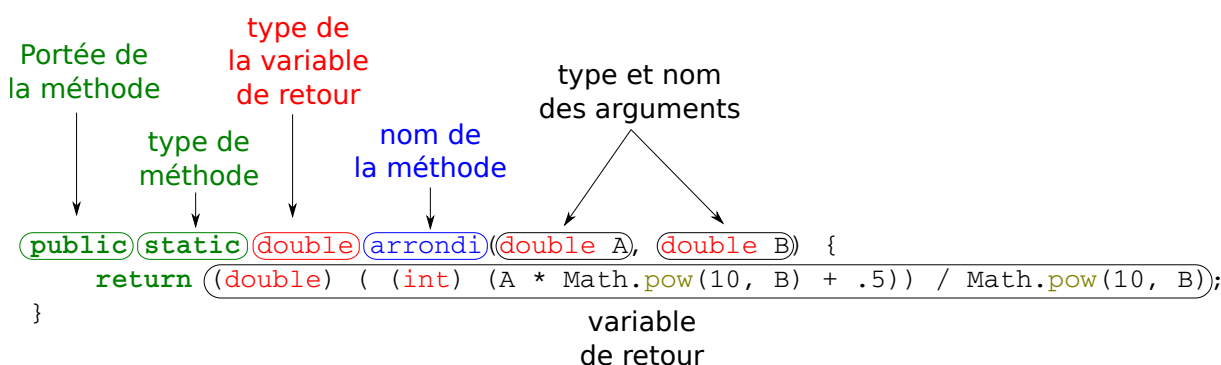 Portée de
la méthode
type de
méthode
type de
la variable
de retour
nom de
la méthode
type et nom
des arguments
public static double arrondi(double A, double B) {
return (double) ( (int) (A * Math.pow(10, B) + .5)) / Math.pow(10, B);
}
variable
de retour